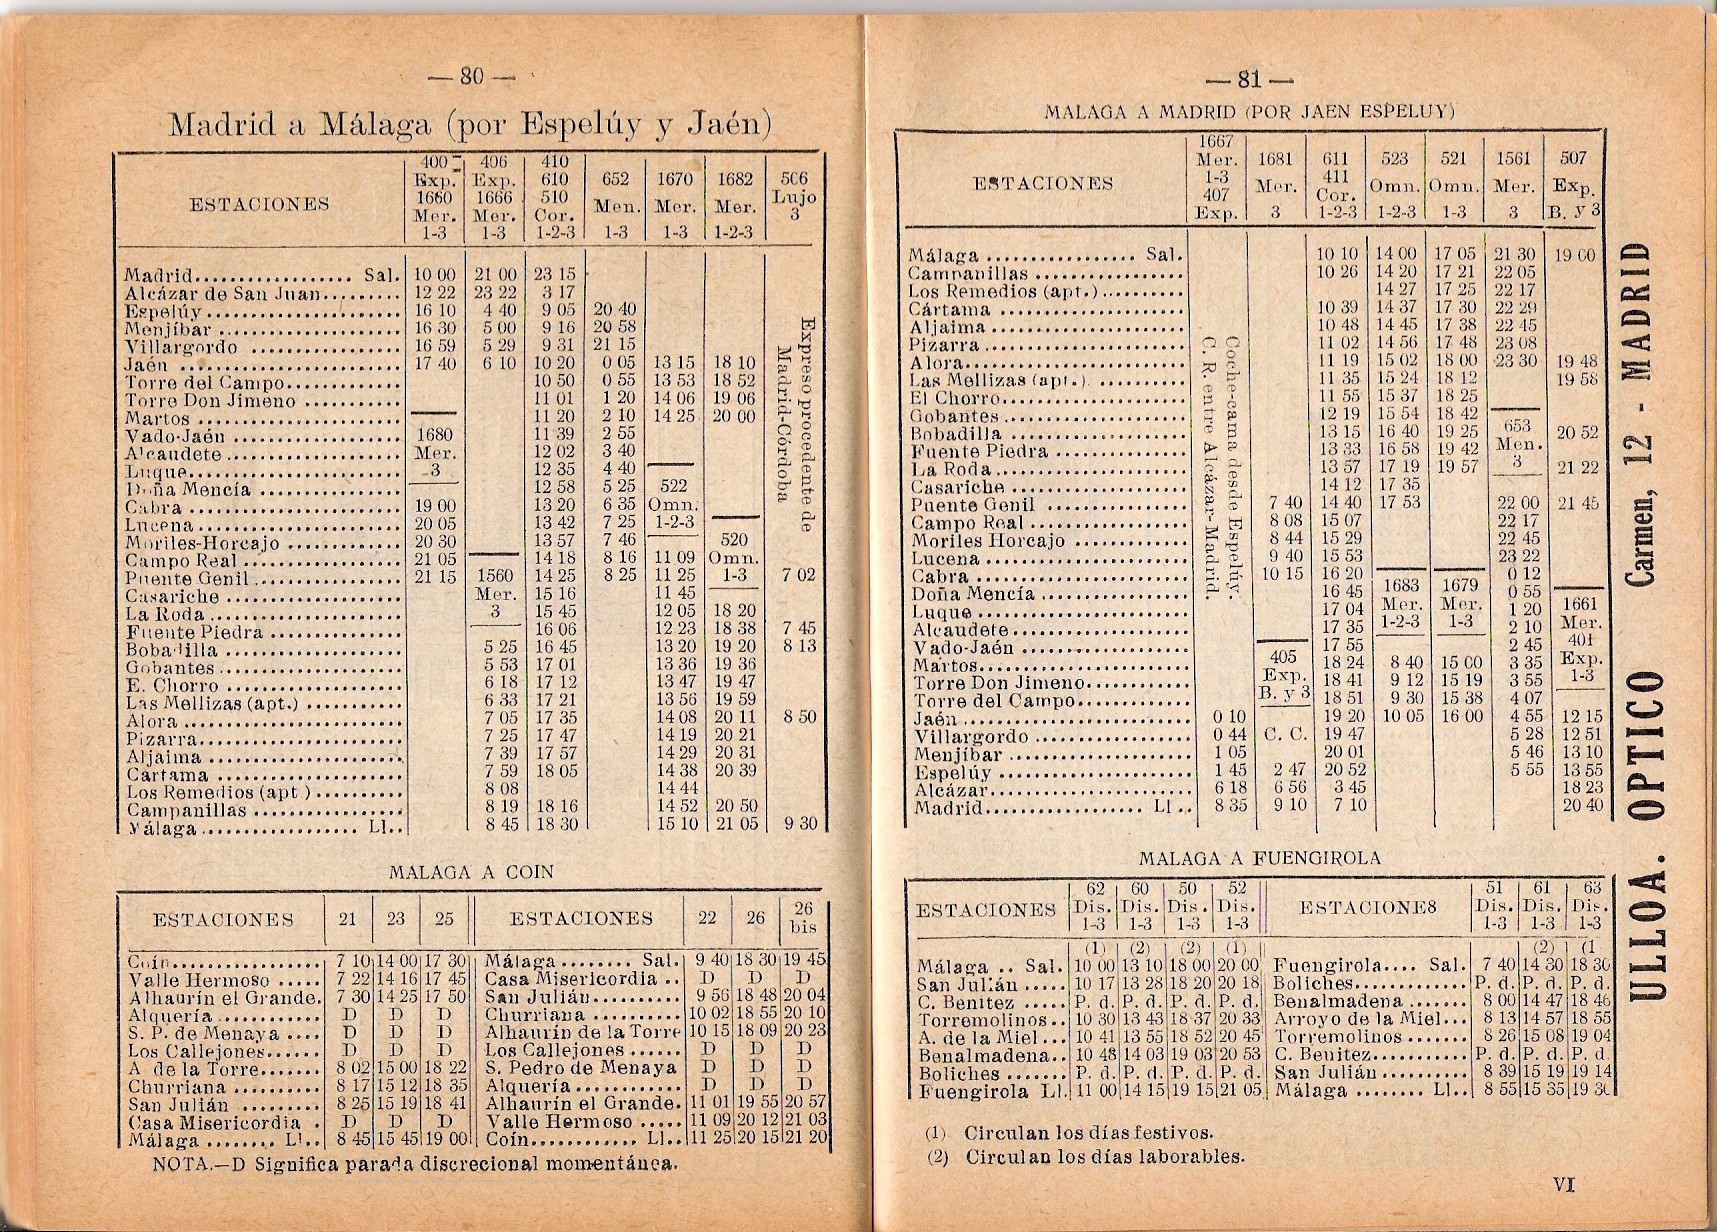 — 80 —
Madrid a Málaga (por Espelúy y Jaén)
ESTACIONES | 400 Exp. 1660 Mer. 1-3 | 406 Exp. 1666 Mer. 1-3 | 410 610 510 Cor. 1-2-3 | 652 Men. 1-3 | 1670 Mer. 1-3 | 1682 Mer. 1-2-3 | 506 Lujo 3
Madrid................. Sal. 10 00 21 00 23 15
Alcázar de San Juan......... 12 22 23 22 3 17
Espelúy...................... 16 10 4 40 9 05 20 40
Menjíbar .................... 16 30 5 00 9 16 20 58
Villargordo ................. 16 59 5 29 9 31 21 15
Jaén ........................ 17 40 6 10 10 20 0 05 13 15 18 10
Torre del Campo............. 10 50 0 55 13 53 18 52
Torre Don Jimeno ........... 11 01 1 20 14 06 19 06
Martos ...................... 11 20 2 10 14 25 20 00
Vado-Jaén .................. 1680 11 39 2 55
Alcaudete................... Mer. 12 02 3 40
Luque....................... 3 12 35 4 40
Doña Mencía ................ 12 58 5 25 522
Cabra ....................... 19 00 13 20 6 35 Omn.
Lucena...................... 20 05 13 42 7 25 1-2-3
Moriles-Horcajo ............. 20 30 13 57 7 46 520
Campo Real ................. 21 05 14 18 8 16 11 09 Omn.
Puente Genil................. 21 15 1560 14 25 8 25 11 25 1-3 7 02
Casariche ................... Mer. 15 16 11 45
La Roda..................... 3 15 45 12 05 18 20
Fuente Piedra ............... 16 06 12 23 18 38 7 45
Bobadilla ................... 5 25 16 45 13 20 19 20 8 13
Gobantes.................... 5 53 17 01 13 36 19 36
E. Chorro ................... 6 18 17 12 13 47 19 47
Las Mellizas (apt.) .......... 6 33 17 21 13 56 19 59
Alora ....................... 7 05 17 35 14 08 20 11 8 50
Pizarra...................... 7 25 17 47 14 19 20 21
Aljaima ..................... 7 39 17 57 14 29 20 31
Cártama .................... 7 59 18 05 14 38 20 39
Los Remedios (apt ) .......... 8 08 14 44
Campanillas ................. 8 19 18 16 14 52 20 50
Málaga ................. Ll.. 8 45 18 30 15 10 21 05 9 30
Expreso procedente de
Madrid-Córdoba
MALAGA A COIN
ESTACIONES | 21 | 23 | 25 | ESTACIONES | 22 | 26 | 26 bis
Coín................. 7 10 14 00 17 30 Málaga........ Sal. 9 40 18 30 19 45
Valle Hermoso ..... 7 22 14 16 17 45 Casa Misericordia .. D D D
Alhaurín el Grande. 7 30 14 25 17 50 San Julián.......... 9 56 18 48 20 04
Alquería ............ D D D Churriana .......... 10 02 18 55 20 10
S. P. de Menaya .... D D D Alhaurín de la Torre 10 15 18 09 20 23
Los Callejones...... D D D Los Callejones ...... D D D
A de la Torre....... 8 02 15 00 18 22 S. Pedro de Menaya D D D
Churriana .......... 8 17 15 12 18 35 Alquería............ D D D
San Julián ......... 8 25 15 19 18 41 Alhaurín el Grande. 11 01 19 55 20 57
Casa Misericordia . D D D Valle Hermoso ..... 11 09 20 12 21 03
Málaga ........ Ll.. 8 45 15 45 19 00 Coín............ Ll.. 11 25 20 15 21 20
NOTA.—D Significa parada discrecional momentánea.
— 81 —
MALAGA A MADRID (POR JAEN ESPELUY)
ESTACIONES | 1667 Mer. 1-3 407 Exp. | 1681 Mer. 3 | 611 411 Cor. 1-2-3 | 523 Omn. 1-2-3 | 521 Omn. 1-3 | 1561 Mer. 3 | 507 Exp. B. y 3
Málaga ................. Sal. 10 10 14 00 17 05 21 30 19 00
Campanillas ................. 10 26 14 20 17 21 22 05
Los Remedios (apt.).......... 14 27 17 25 22 17
Cártama .................... 10 39 14 37 17 30 22 29
Aljaima ..................... 10 48 14 45 17 38 22 45
Pizarra...................... 11 02 14 56 17 48 23 08
Alora........................ 11 19 15 02 18 00 23 30 19 48
Las Mellizas (apt.). .......... 11 35 15 24 18 12 19 58
El Chorro.................... 11 55 15 37 18 25
Gobantes.................... 12 19 15 54 18 42
Bobadilla ................... 13 15 16 40 19 25 653 20 52
Fuente Piedra ............... 13 33 16 58 19 42 Men.
La Roda..................... 13 57 17 19 19 57 3 21 22
Casariche ................... 14 12 17 35
Puente Genil ................ 7 40 14 40 17 53 22 00 21 45
Campo Real ................. 8 08 15 07 22 17
Moriles Horcajo ............. 8 44 15 29 22 45
Lucena ...................... 9 40 15 53 23 22
Cabra ....................... 10 15 16 20 0 12
Doña Mencía ................ 16 45 1683 1679 0 55
Luque....................... 17 04 Mer. Mer. 1 20 1661
Alcaudete................... 17 35 1-2-3 1-3 2 10 Mer.
Vado-Jaén .................. 17 55 2 45 401
Martos...................... 405 18 24 8 40 15 00 3 35 Exp.
Torre Don Jimeno............ Exp. 18 41 9 12 15 19 3 55 1-3
Torre del Campo............. B. y 3 18 51 9 30 15 38 4 07
Jaén......................... 0 10 19 20 10 05 16 00 4 55 12 15
Villargordo ................. 0 44 C. C. 19 47 5 28 12 51
Menjíbar .................... 1 05 20 01 5 46 13 10
Espelúy ..................... 1 45 2 47 20 52 5 55 13 55
Alcázar...................... 6 18 6 56 3 45 18 23
Madrid................. Ll .. 8 35 9 10 7 10 20 40
Coche-cama desde Espelúy.
C. R. entre Alcázar-Madrid.
MALAGA A FUENGIROLA
ESTACIONES | 62 Dis. 1-3 | 60 Dis. 1-3 | 50 Dis. 1-3 | 52 Dis. 1-3 | ESTACIONES | 51 Dis. 1-3 | 61 Dis. 1-3 | 63 Dis. 1-3
(1) (2) (2) (1) (2) (1
Málaga .. Sal. 10 00 13 10 18 00 20 00 Fuengirola.... Sal. 7 40 14 30 18 30
San Julián ..... 10 17 13 28 18 20 20 18 Boliches............ P. d. P. d. P. d.
C. Benítez ..... P. d. P. d. P. d. P. d. Benalmadena ....... 8 00 14 47 18 46
Torremolinos.. 10 30 13 43 18 37 20 33 Arroyo de la Miel... 8 13 14 57 18 55
A. de la Miel... 10 41 13 55 18 52 20 45 Torremolinos ....... 8 26 15 08 19 04
Benalmadena.. 10 48 14 03 19 03 20 53 C. Benitez........... P. d. P. d. P. d.
Boliches ....... P. d. P. d. P. d. P. d. San Julián .......... 8 39 15 19 19 14
Fuengirola Ll. 11 00 14 15 19 15 21 05 Málaga ........ Ll.. 8 55 15 35 19 30
(1) Circulan los días festivos.
(2) Circulan los días laborables.
VI
ULLOA. OPTICO Carmen, 12 - MADRID